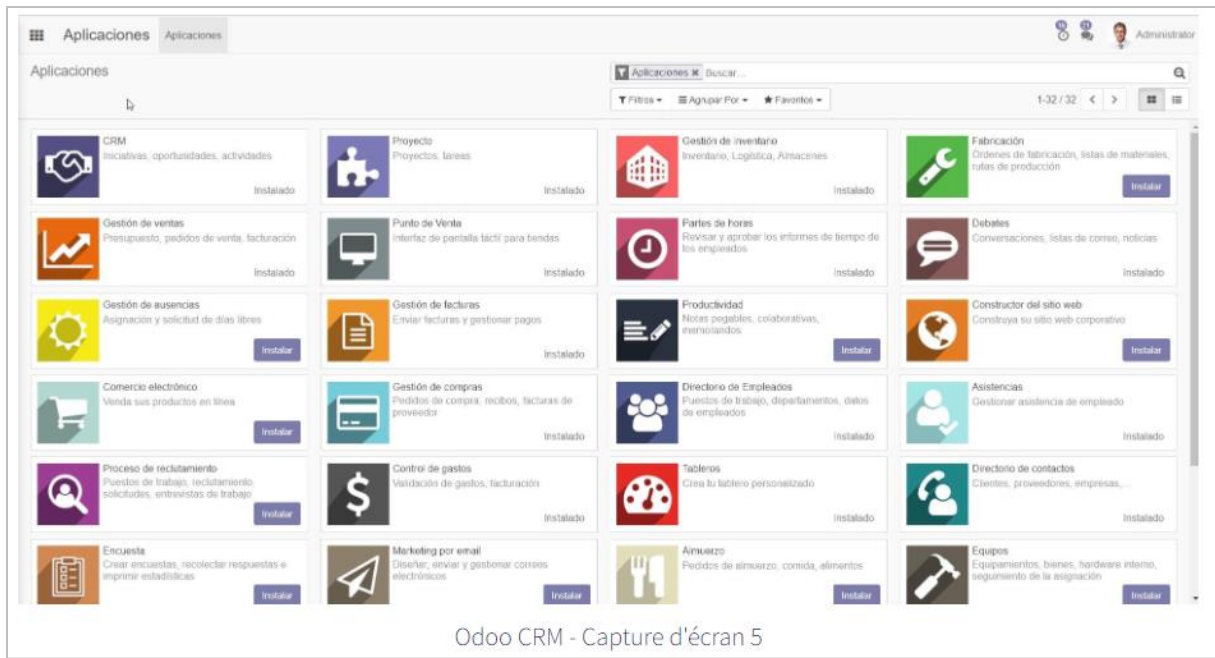 Aplicaciones Aplicaciones Administrator
Aplicaciones
Aplicaciones Buscar...
Filtros Agrupar Por Favoritos 1-32 / 32
CRM
Iniciativas, oportunidades, actividades
Instalado
Proyecto
Proyectos, tareas
Instalado
Gestión de inventario
Inventario, Logística, Almacenes
Instalado
Fabricación
Órdenes de fabricación, listas de materiales,
rutas de producción
Instalar
Gestión de ventas
Presupuesto, pedidos de venta, facturación
Instalado
Punto de Venta
Interfaz de pantalla táctil para tiendas
Instalado
Partes de horas
Revisar y aprobar los informes de tiempo de
los empleados
Instalado
Debates
Conversaciones, listas de correo, noticias
Instalado
Gestión de ausencias
Asignación y solicitud de días libres
Instalar
Gestión de facturas
Enviar facturas y gestionar pagos
Instalado
Productividad
Notas pegables, colaborativas,
memorandos
Instalar
Constructor del sitio web
Construya su sitio web corporativo
Instalar
Comercio electrónico
Venda sus productos en línea
Instalar
Gestión de compras
Pedidos de compra, recibos, facturas de
proveedor
Instalado
Directorio de Empleados
Puestos de trabajo, departamentos, datos
de empleados
Instalado
Asistencias
Gestionar asistencia de empleado
Instalado
Proceso de reclutamiento
Puestos de trabajo, reclutamiento,
solicitudes, entrevistas de trabajo
Instalar
Control de gastos
Validación de gastos, facturación
Instalado
Tableros
Crea tu tablero personalizado
Instalado
Directorio de contactos
Clientes, proveedores, empresas,...
Instalado
Encuesta
Crear encuestas, recolectar respuestas e
imprimir estadísticas
Instalar
Marketing por email
Diseñar, enviar y gestionar correos
electrónicos
Instalar
Almuerzo
Pedidos de almuerzo, comida, alimentos
Instalar
Equipos
Equipamientos, bienes, hardware interno,
seguimiento de la asignación
Instalar
Odoo CRM - Capture d'écran 5